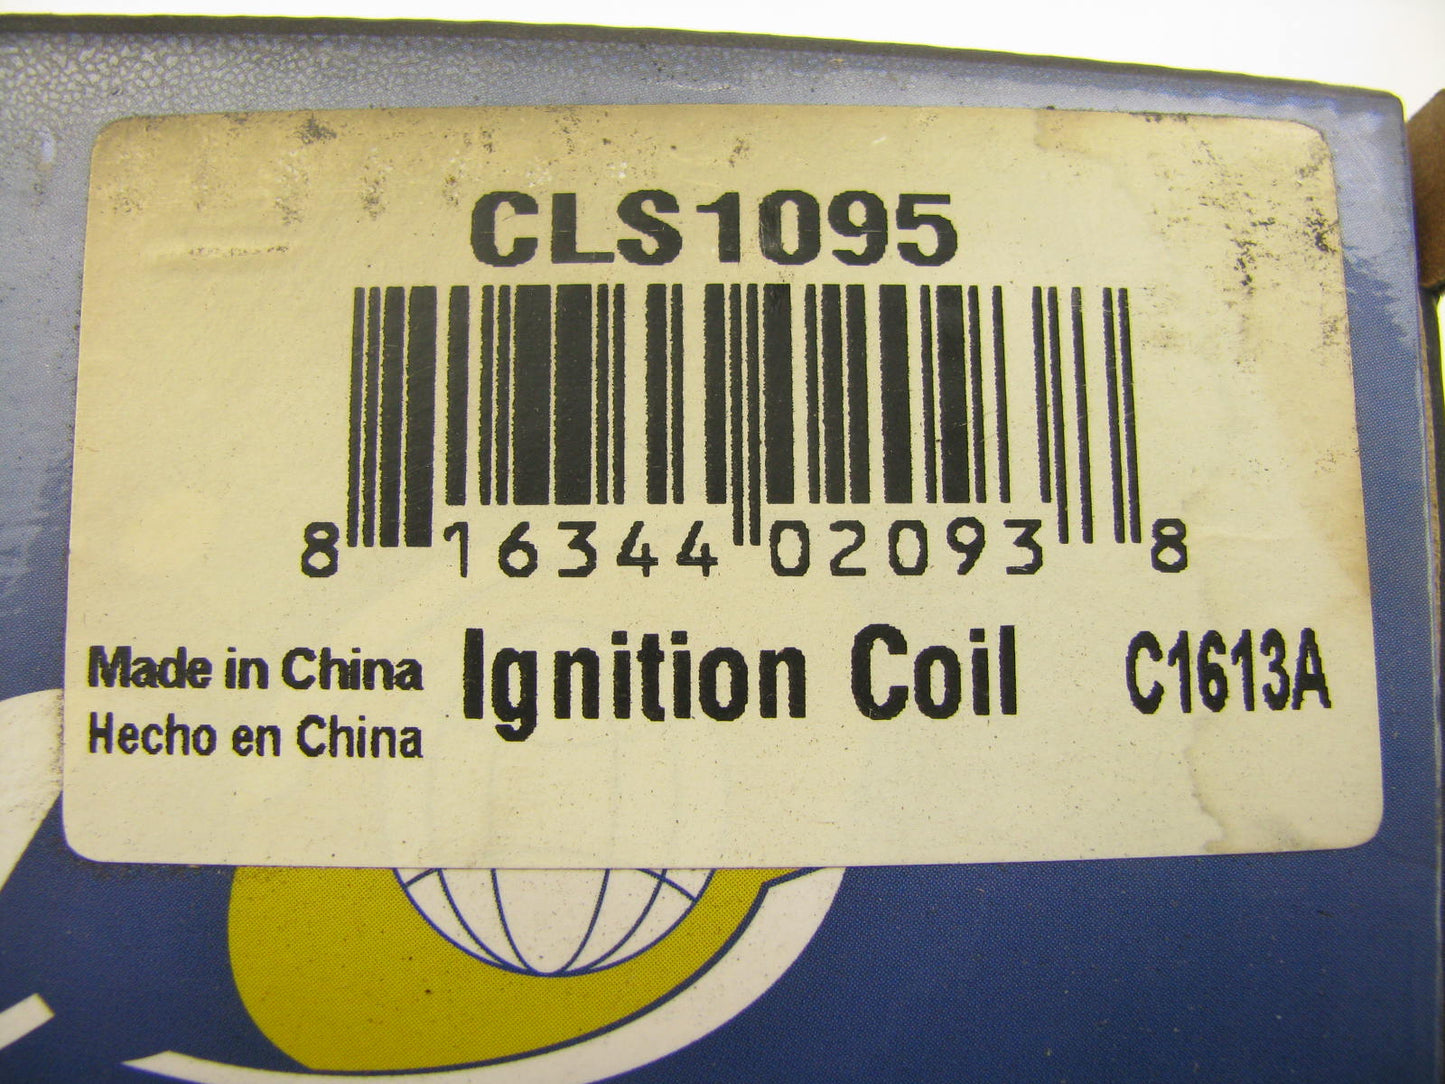 CLS1095
8 16344 02093 8
Made in China
Hecho en China
Ignition Coil
C1613A